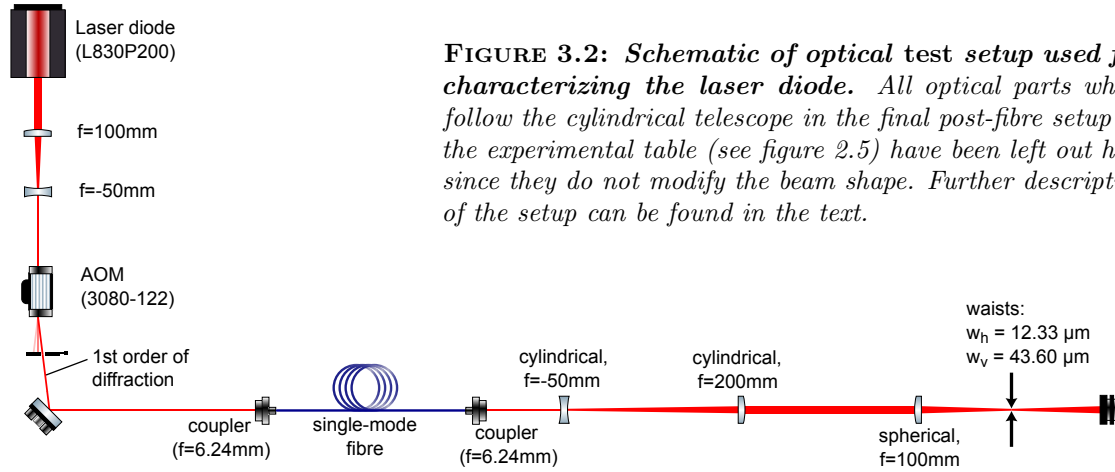 Laser diode
(L830P200)
FIGURE 3.2: Schematic of optical test setup used
characterizing the laser diode. All optical parts
follow the cylindrical telescope in the final post-fibre setup
the experimental table (see figure 2.5) have been left out
since they do not modify the beam shape. Further
of the setup can be found in the text.
f=100mm
f=-50mm
AOM
(3080-122)
1st order of
diffraction
coupler
(f=6.24mm)
single-mode
fibre
coupler
(f=6.24mm)
cylindrical,
f=-50mm
cylindrical,
f=200mm
spherical,
f=100mm
waists:
w_h = 12.33 µm
w_v = 43.60 µm